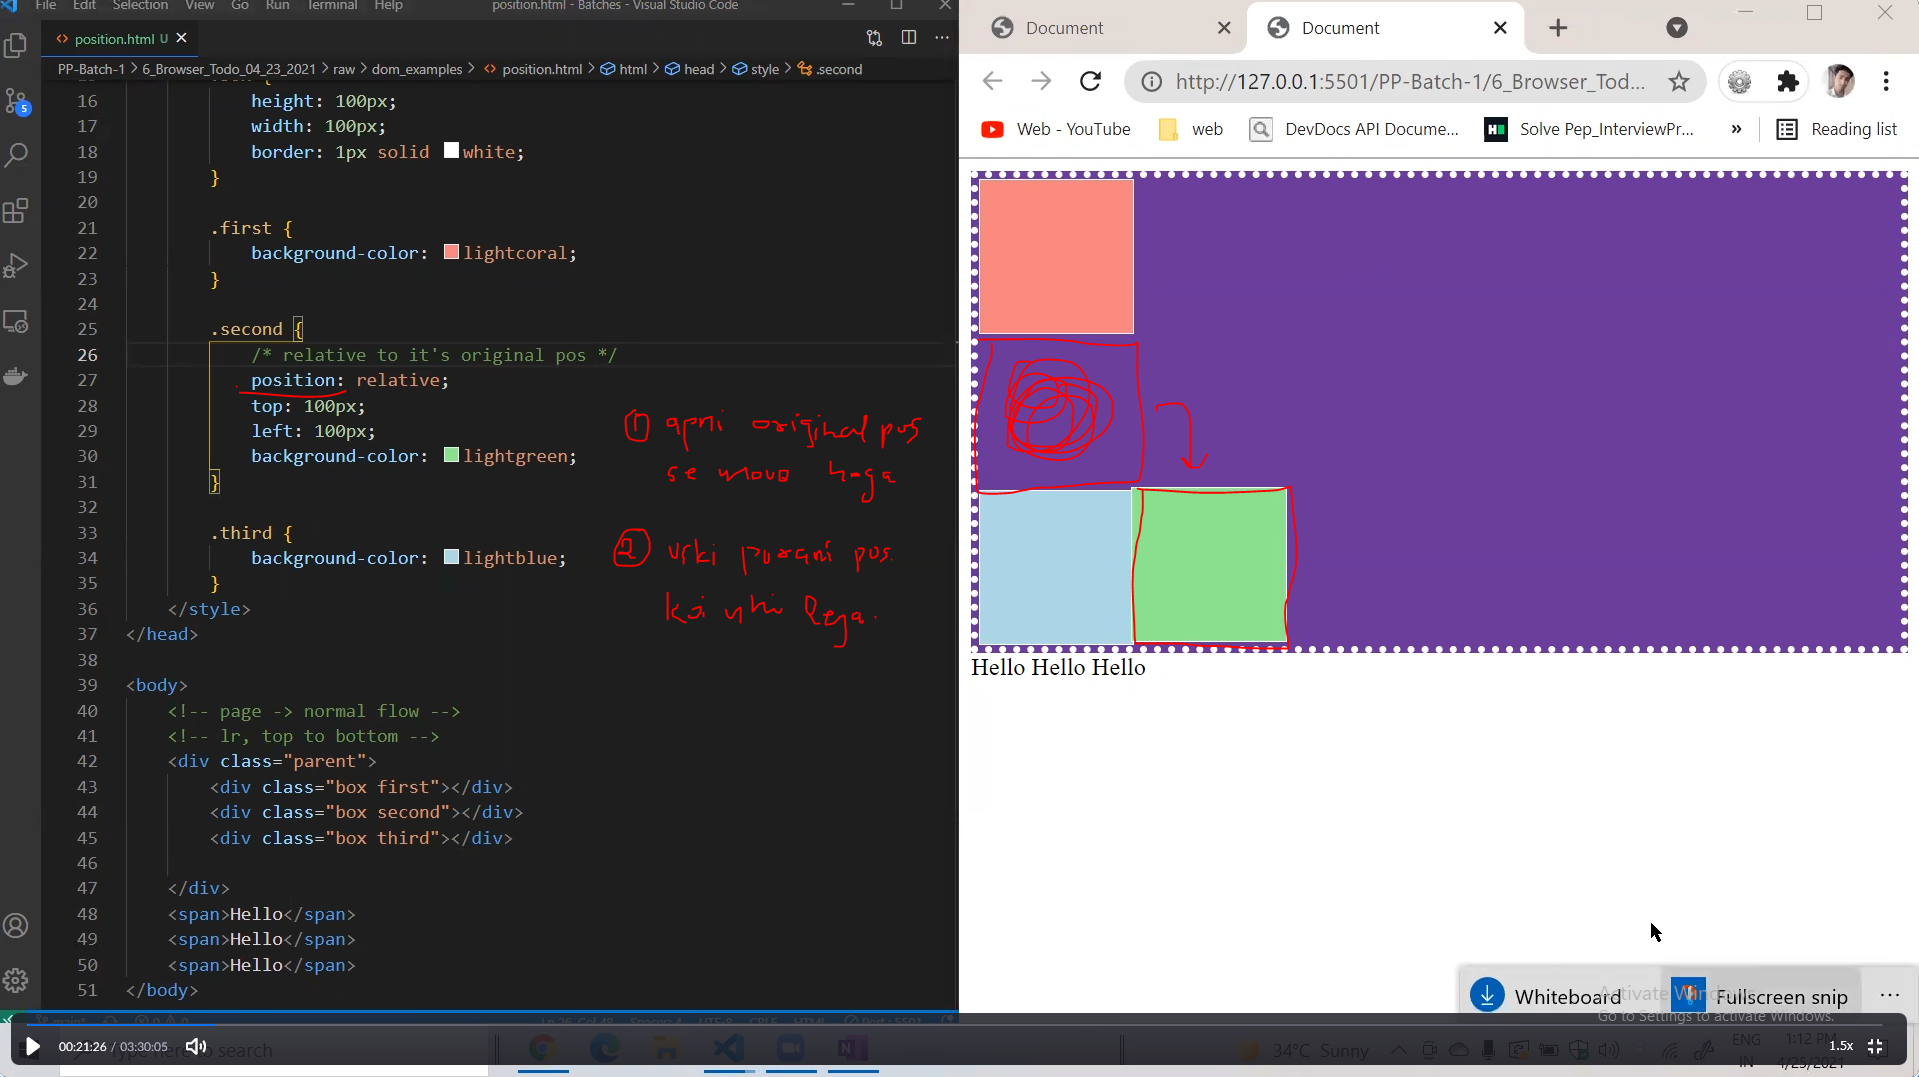 File Edit Selection View Go Run Terminal Help
position.html - Batches - Visual Studio Code
position.html U
PP-Batch-1 > 6_Browser_Todo_04_23_2021 > raw > dom_examples > position.html > html > head > style > .second
16 height: 100px;
17 width: 100px;
18 border: 1px solid white;
19 }
20
21 .first {
22 background-color: lightcoral;
23 }
24
25 .second {
26 /* relative to it's original pos */
27 position: relative;
28 top: 100px;
29 left: 100px;
30 background-color: lightgreen;
31 }
32
33 .third {
34 background-color: lightblue;
35 }
36 </style>
37 </head>
38
39 <body>
40 <!-- page -> normal flow -->
41 <!-- lr, top to bottom -->
42 <div class="parent">
43 <div class="box first"></div>
44 <div class="box second"></div>
45 <div class="box third"></div>
46
47 </div>
48 <span>Hello</span>
49 <span>Hello</span>
50 <span>Hello</span>
51 </body>
5
① apni original pos
se move hoga
② uski purani pos.
koi nhi lega.
Document Document
http://127.0.0.1:5501/PP-Batch-1/6_Browser_Tod...
Web - YouTube web DevDocs API Docume... Solve Pep_InterviewPr... » Reading list
Hello Hello Hello
Whiteboard Fullscreen snip
Activate Windows
Go to Settings to activate Windows.
00:21:26 / 03:30:05
Type here to search
1.5x
34°C Sunny
ENG
IN
1:12 PM
4/25/2021